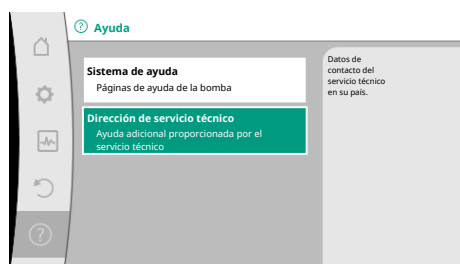 Ayuda
Sistema de ayuda
Páginas de ayuda de la bomba
Dirección de servicio técnico
Ayuda adicional proporcionada por el
servicio técnico
Datos de
contacto del
servicio técnico
en su país.